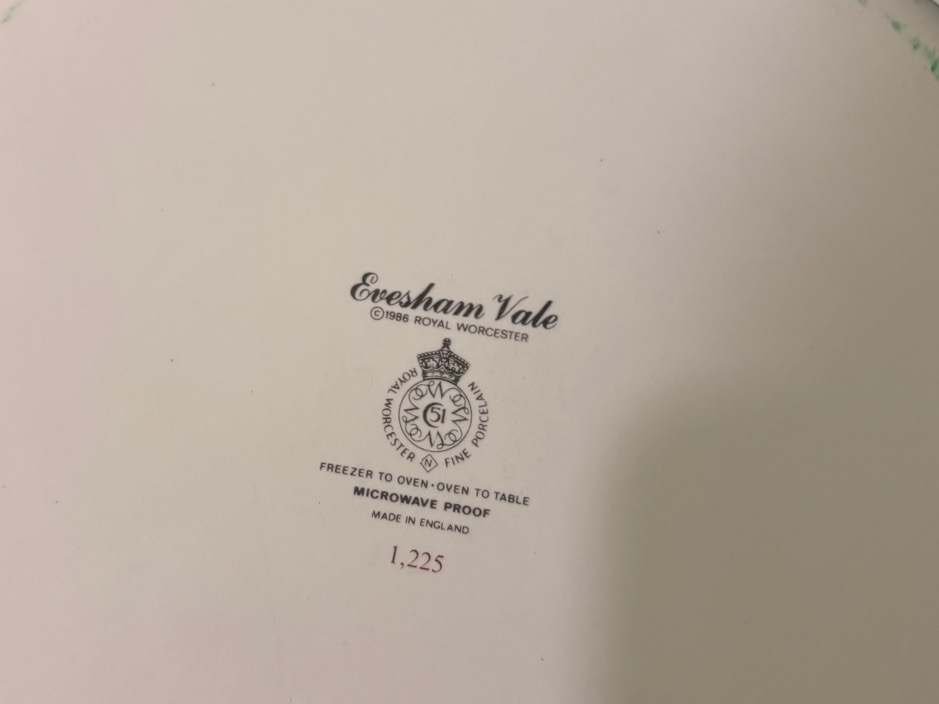 Evesham Vale
©1986 ROYAL WORCESTER
ROYAL WORCESTER
FINE PORCELAIN
51
N
FREEZER TO OVEN · OVEN TO TABLE
MICROWAVE PROOF
MADE IN ENGLAND
1,225